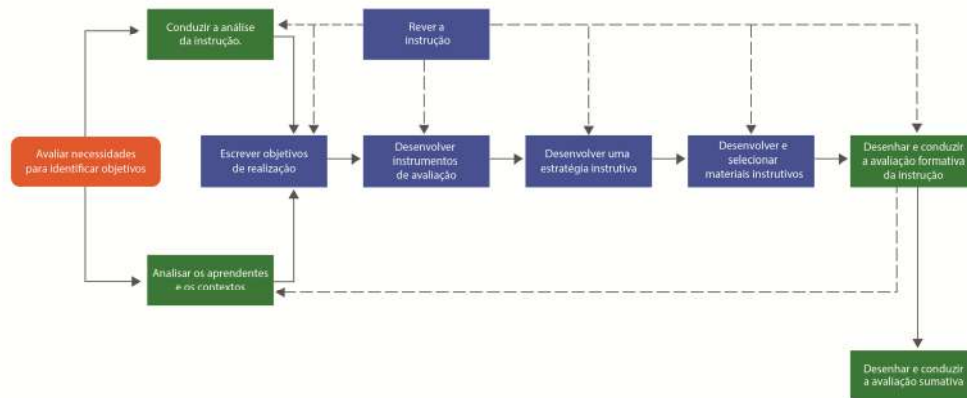 Conduzir a análise
da instrução.
Rever a
instrução
Avaliar necessidades
para identificar objetivos
Escrever objetivos
de realização
Desenvolver
instrumentos
de avaliação
Desenvolver uma
estratégia instrutiva
Desenvolver e
selecionar
materiais instrutivos
Desenhar e conduzir
a avaliação formativa
da instrução
Analisar os aprendentes
e os contextos
Desenhar e conduzir
a avaliação sumativa